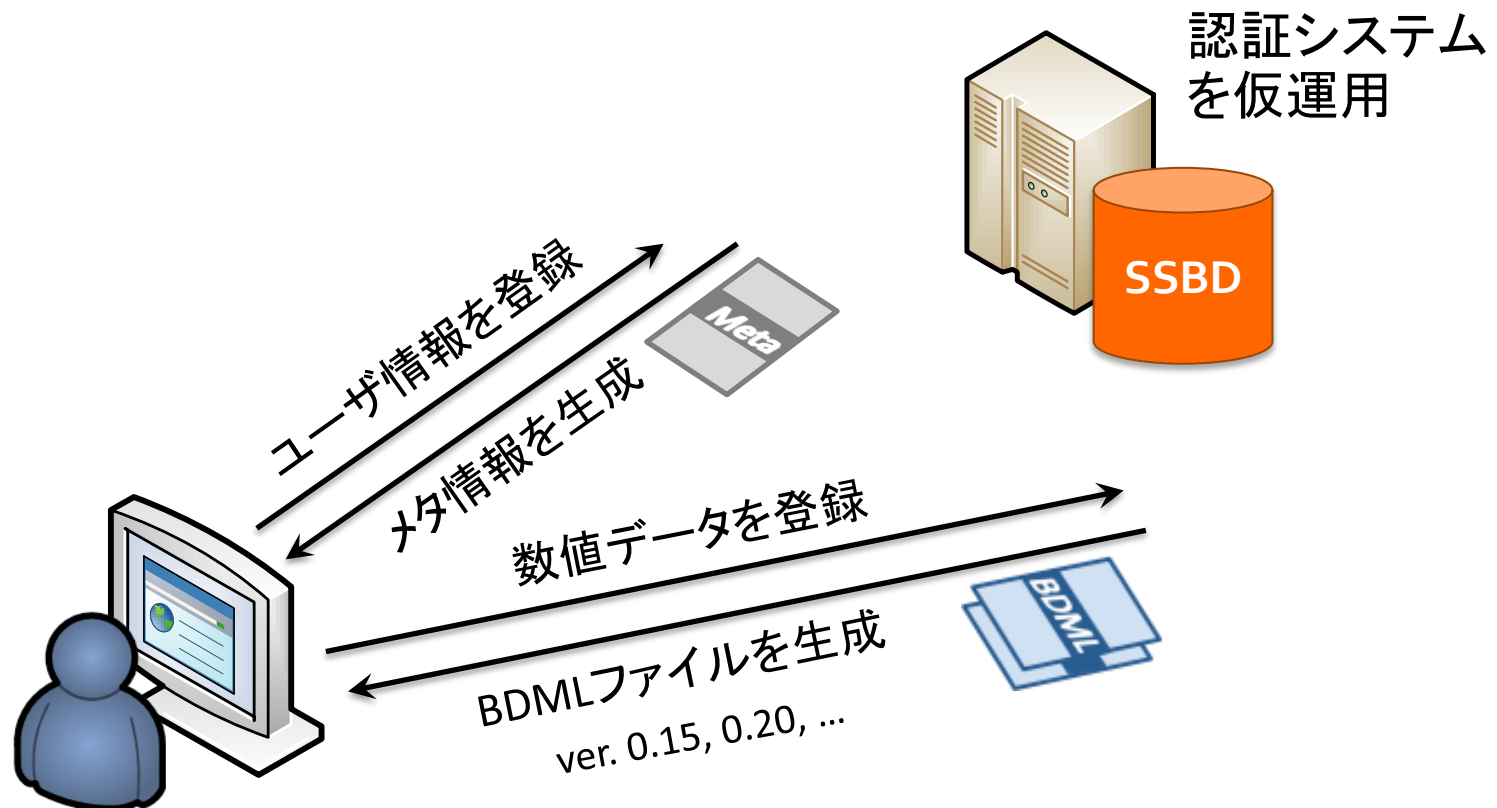 認証システム
を仮運用
SSBD
ユーザ情報を登録
Meta
メタ情報を生成
数値データを登録
BDML
BDMLファイルを生成
ver. 0.15, 0.20, ...